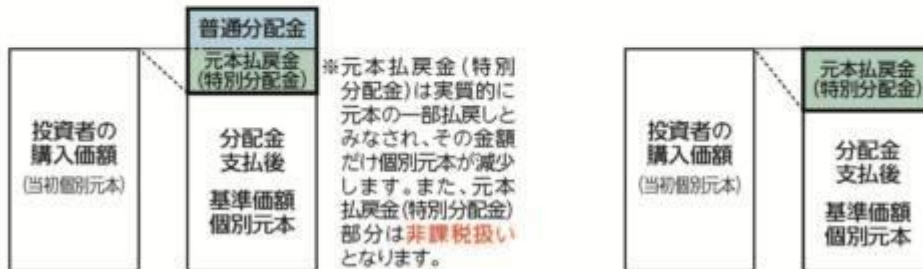 普通分配金
元本払戻金
(特別分配金)
投資者の
購入価額
(当初個別元本)
分配金
支払後
基準価額
個別元本
※元本払戻金(特別
分配金)は実質的に
元本の一部払戻しと
みなされ、その金額
だけ個別元本が減少
します。また、元本
払戻金(特別分配金)
部分は非課税扱い
となります。
元本払戻金
(特別分配金)
投資者の
購入価額
(当初個別元本)
分配金
支払後
基準価額
個別元本